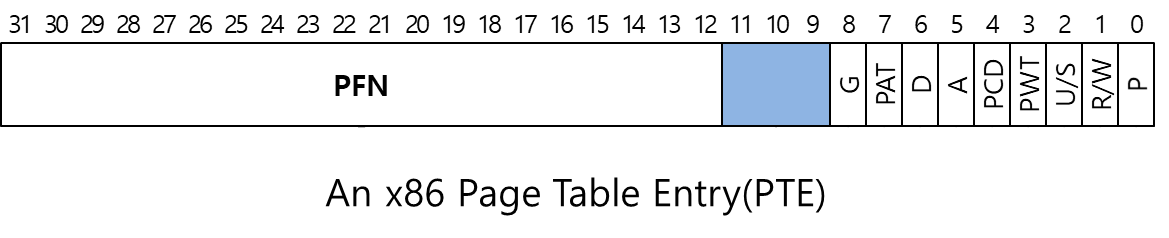 31 30 29 28 27 26 25 24 23 22 21 20 19 18 17 16 15 14 13 12 11 10 9 8 7 6 5 4 3 2 1 0
PFN G PAT D A PCD PWT U/S R/W P
An x86 Page Table Entry(PTE)